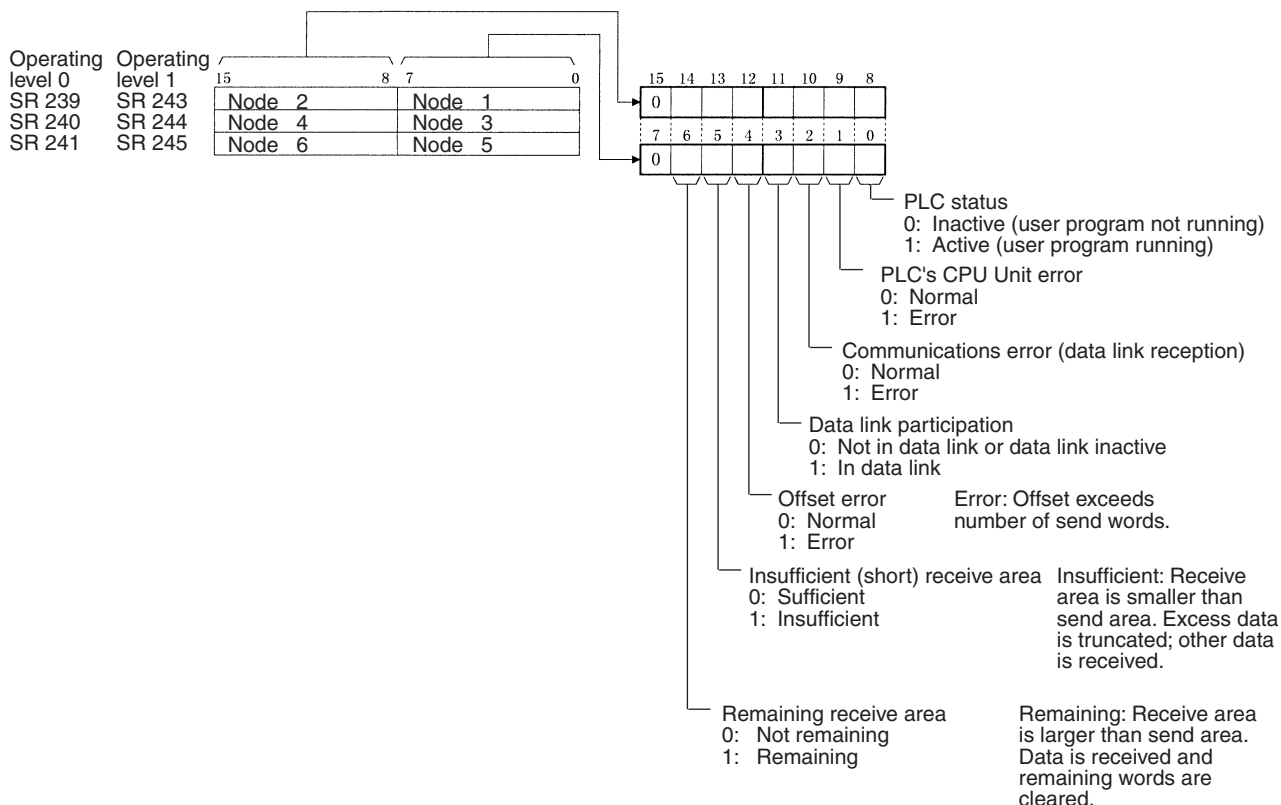 Operating Operating
level 0 level 1
15 8 7 0
SR 239 SR 243 Node 2 Node 1
SR 240 SR 244 Node 4 Node 3
SR 241 SR 245 Node 6 Node 5
15 14 13 12 11 10 9 8
0
7 6 5 4 3 2 1 0
0
PLC status
0: Inactive (user program not running)
1: Active (user program running)
PLC's CPU Unit error
0: Normal
1: Error
Communications error (data link reception)
0: Normal
1: Error
Data link participation
0: Not in data link or data link inactive
1: In data link
Offset error
0: Normal
1: Error
Error: Offset exceeds
number of send words.
Insufficient (short) receive area
0: Sufficient
1: Insufficient
Insufficient: Receive
area is smaller than
send area. Excess data
is truncated; other data
is received.
Remaining receive area
0: Not remaining
1: Remaining
Remaining: Receive area
is larger than send area.
Data is received and
remaining words are
cleared.